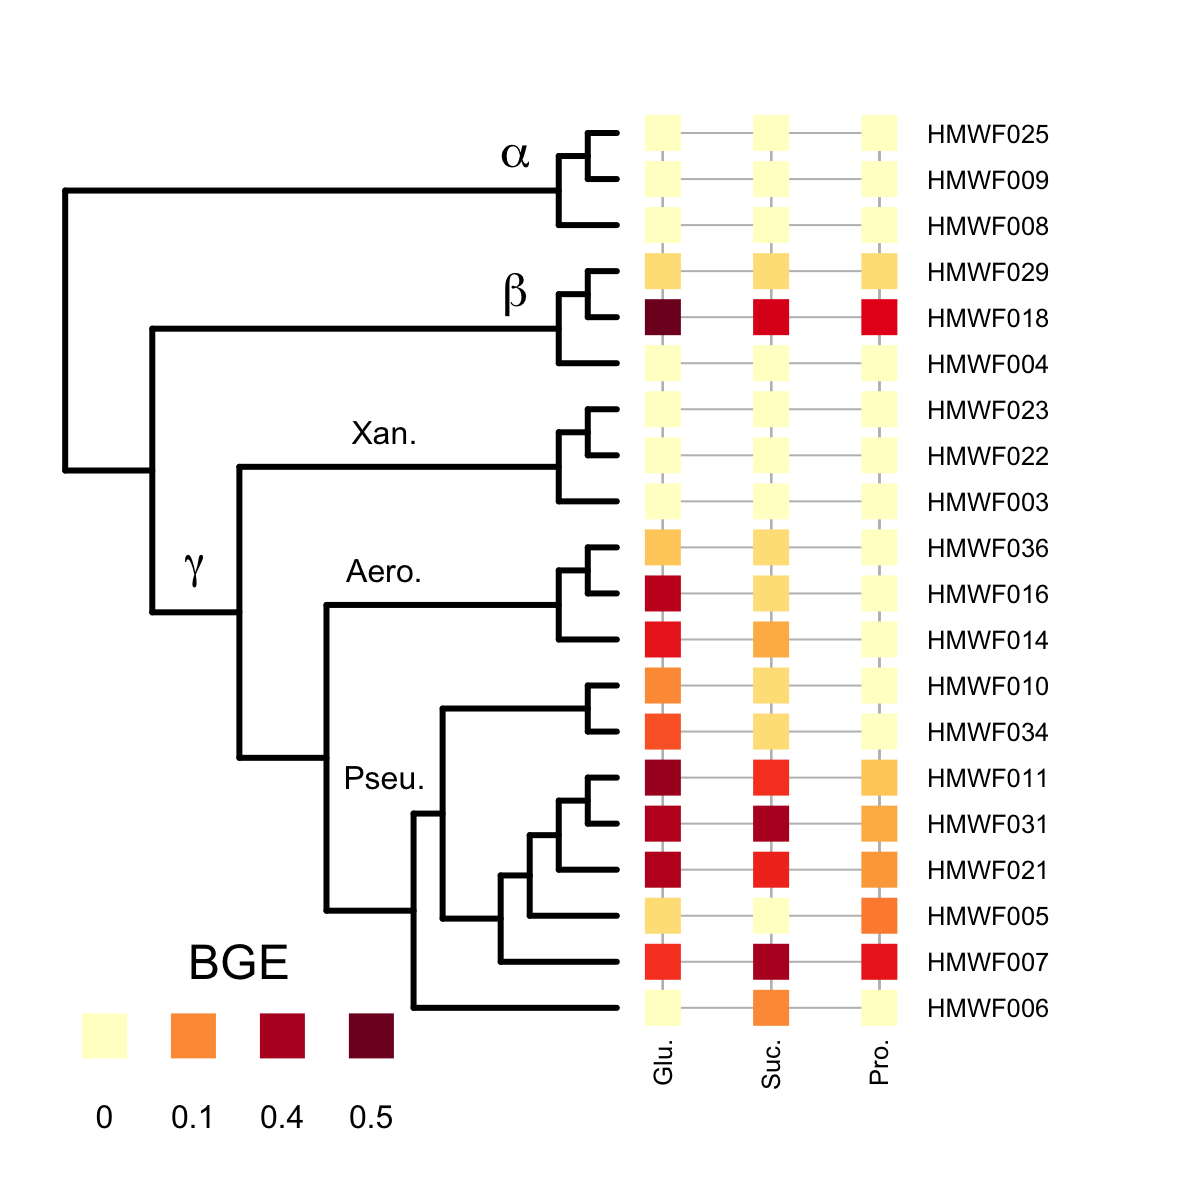 α
HMWF025
HMWF009
HMWF008
β
HMWF029
HMWF018
HMWF004
Xan.
HMWF023
HMWF022
HMWF003
γ
Aero.
HMWF036
HMWF016
HMWF014
Pseu.
HMWF010
HMWF034
HMWF011
HMWF031
HMWF021
HMWF005
HMWF007
HMWF006
BGE
0 0.1 0.4 0.5
Glu. Suc. Pro.